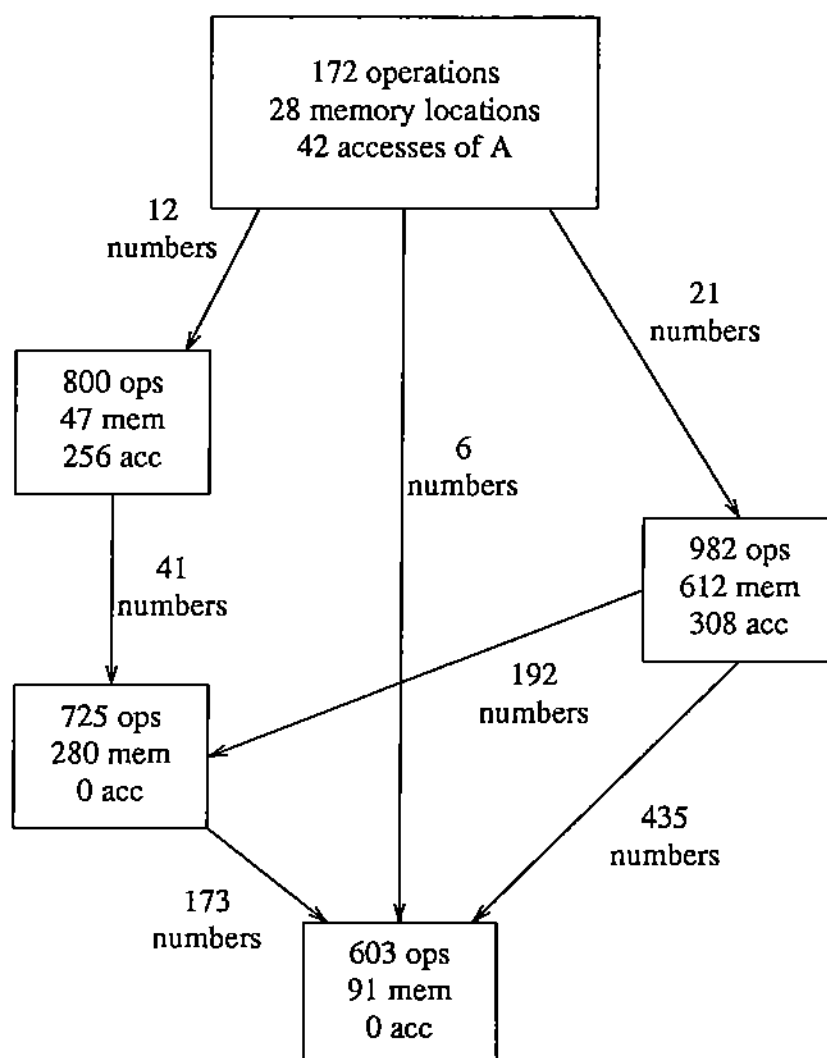 172 operations
28 memory locations
42 accesses of A
12
numbers
21
numbers
800 ops
47 mem
256 acc
6
numbers
982 ops
612 mem
308 acc
41
numbers
192
numbers
725 ops
280 mem
0 acc
435
numbers
173
numbers
603 ops
91 mem
0 acc